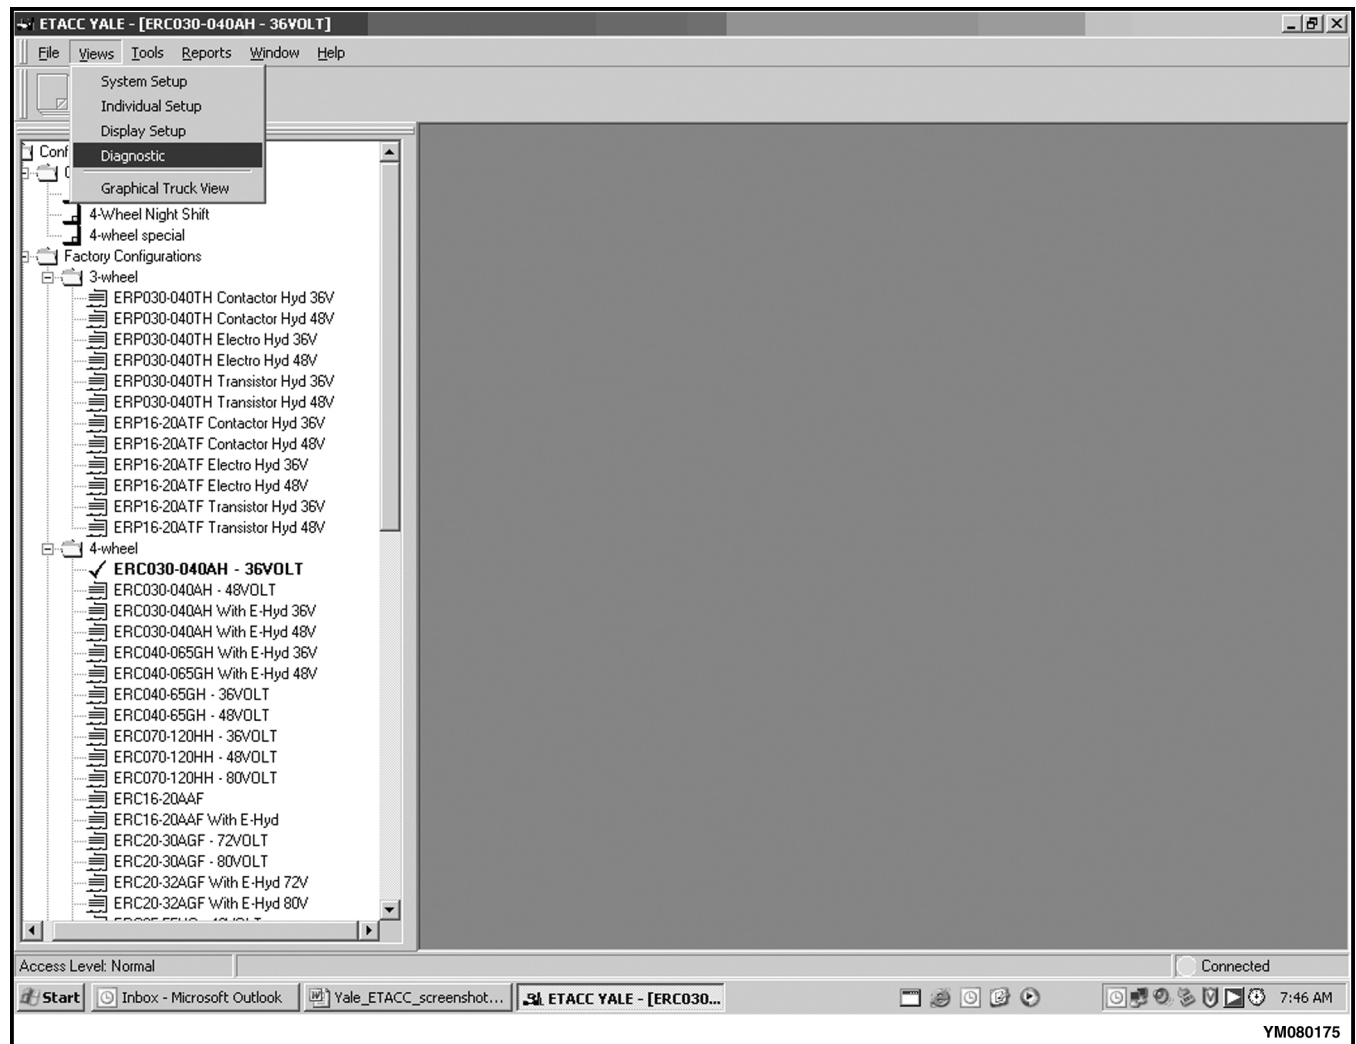 ETACC YALE - [ERC030-040AH - 36VOLT]
File Views Tools Reports Window Help
System Setup
Individual Setup
Display Setup
Diagnostic
Graphical Truck View
Conf
4-Wheel Night Shift
4-wheel special
Factory Configurations
3-wheel
ERP030-040TH Contactor Hyd 36V
ERP030-040TH Contactor Hyd 48V
ERP030-040TH Electro Hyd 36V
ERP030-040TH Electro Hyd 48V
ERP030-040TH Transistor Hyd 36V
ERP030-040TH Transistor Hyd 48V
ERP16-20ATF Contactor Hyd 36V
ERP16-20ATF Contactor Hyd 48V
ERP16-20ATF Electro Hyd 36V
ERP16-20ATF Electro Hyd 48V
ERP16-20ATF Transistor Hyd 36V
ERP16-20ATF Transistor Hyd 48V
4-wheel
ERC030-040AH - 36VOLT
ERC030-040AH - 48VOLT
ERC030-040AH With E-Hyd 36V
ERC030-040AH With E-Hyd 48V
ERC040-065GH With E-Hyd 36V
ERC040-065GH With E-Hyd 48V
ERC040-65GH - 36VOLT
ERC040-65GH - 48VOLT
ERC070-120HH - 36VOLT
ERC070-120HH - 48VOLT
ERC070-120HH - 80VOLT
ERC16-20AAF
ERC16-20AAF With E-Hyd
ERC20-30AGF - 72VOLT
ERC20-30AGF - 80VOLT
ERC20-32AGF With E-Hyd 72V
ERC20-32AGF With E-Hyd 80V
Access Level: Normal
Connected
Start Inbox - Microsoft Outlook Yale_ETACC_screenshot... ETACC YALE - [ERC030... 7:46 AM
YM080175